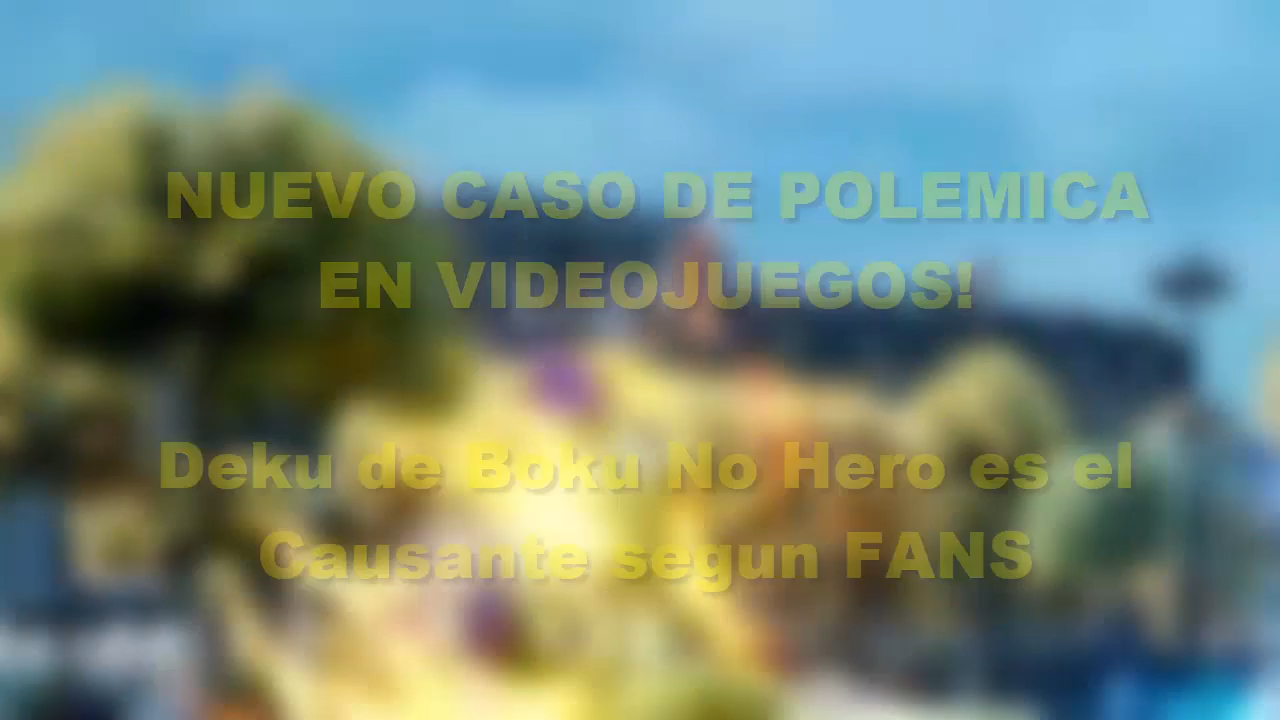 NUEVO CASO DE POLEMICA
EN VIDEOJUEGOS!
Deku de Boku No Hero es el
Causante segun FANS